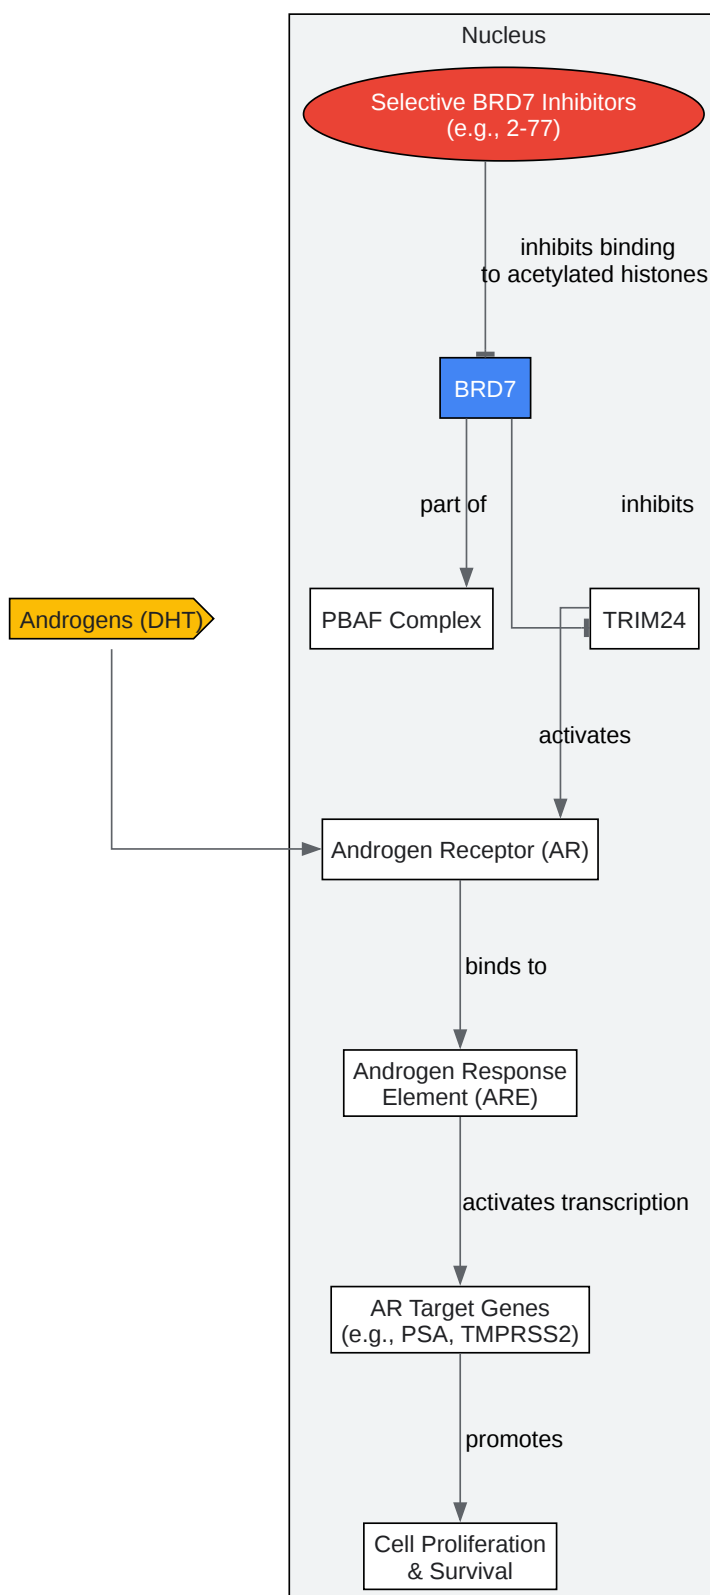 Nucleus
Selective BRD7 Inhibitors
(e.g., 2-77)
inhibits binding
to acetylated histones
BRD7
part of
inhibits
Androgens (DHT)
PBAF Complex
TRIM24
activates
Androgen Receptor (AR)
binds to
Androgen Response
Element (ARE)
activates transcription
AR Target Genes
(e.g., PSA, TMPRSS2)
promotes
Cell Proliferation
& Survival